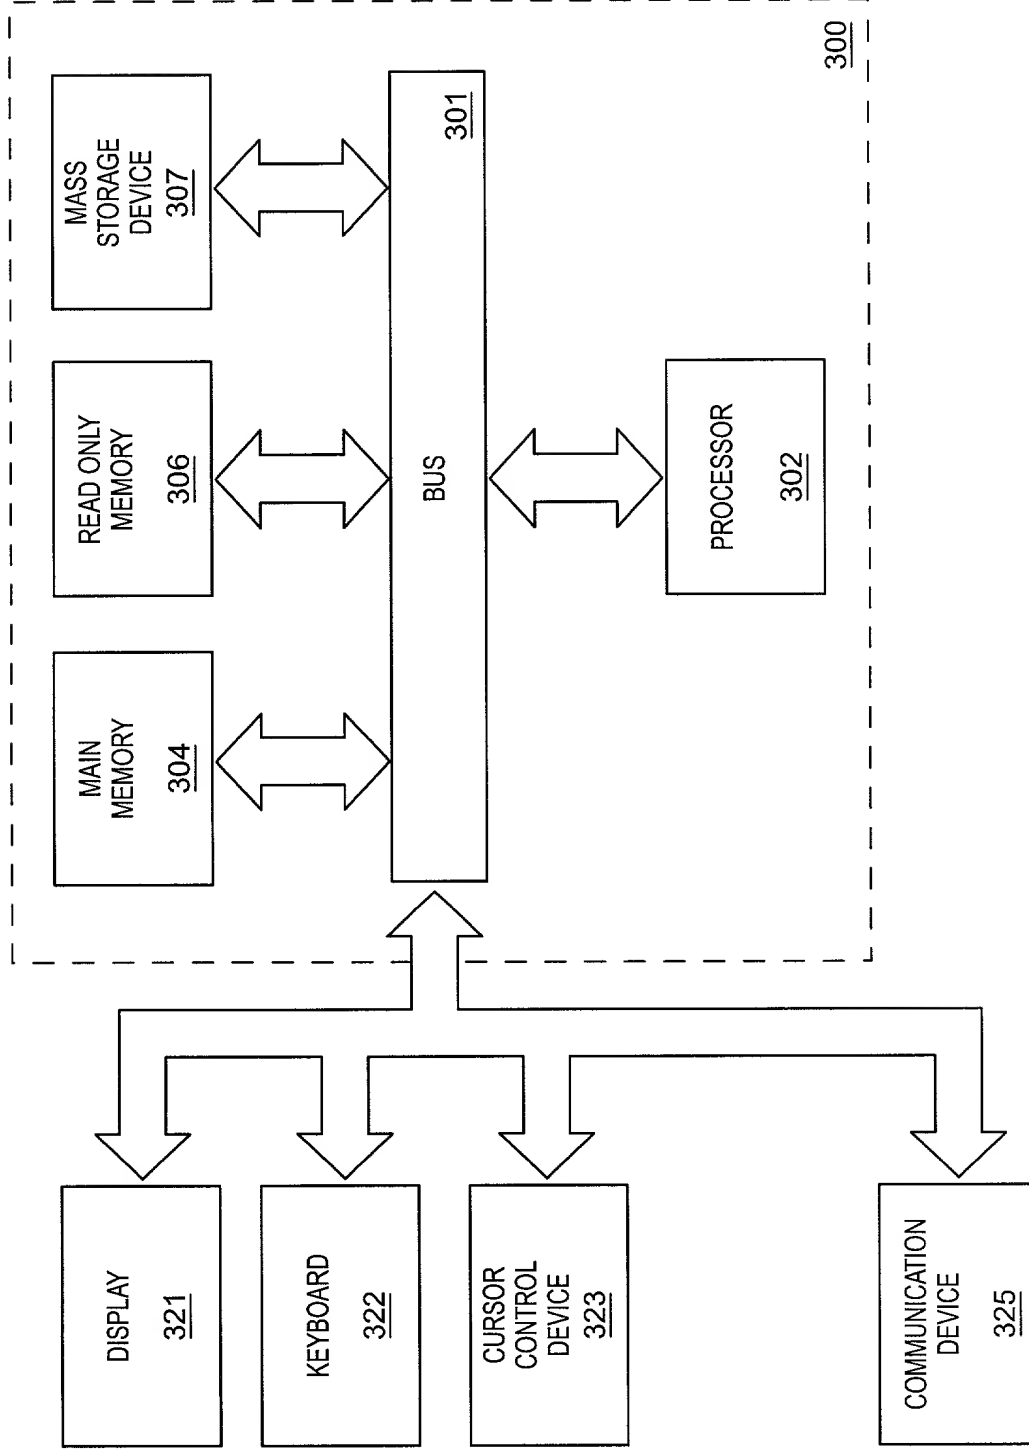 DISPLAY
321
KEYBOARD
322
CURSOR
CONTROL
DEVICE
323
COMMUNICATION
DEVICE
325
MAIN
MEMORY
304
READ ONLY
MEMORY
306
MASS
STORAGE
DEVICE
307
BUS
301
PROCESSOR
302
300